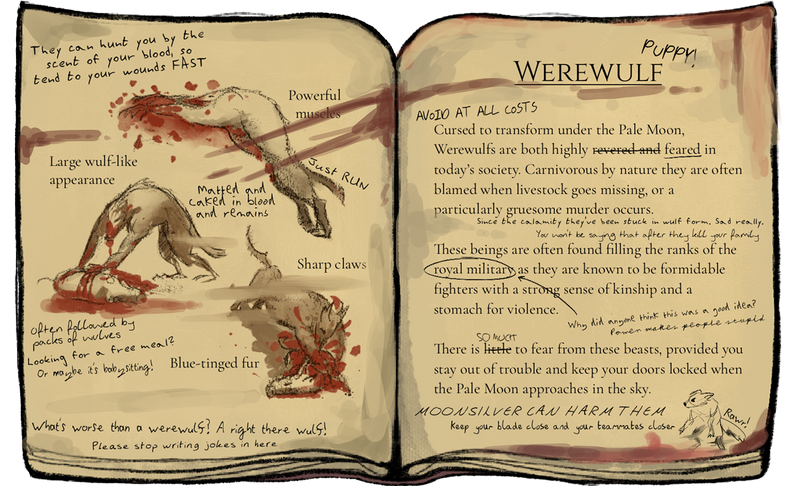 They can hunt you by the
scent of your blood, so
tend to your wounds FAST
Powerful
muscles
Just RUN
Large wulf-like
appearance
Matted and
caked in blood
and remains
Sharp claws
Often followed by
packs of wulves
Looking for a free meal?
Or maybe it's babysitting!
Blue-tinged fur
What's worse than a werewulf? A right there wulf!
Please stop writing jokes in here
Puppy!
WEREWULF
AVOID AT ALL COSTS
Cursed to transform under the Pale Moon,
Werewulfs are both highly revered and feared in
today's society. Carnivorous by nature they are often
blamed when livestock goes missing, or a
particularly gruesome murder occurs.
Since the calamity they've been stuck in wulf form. Sad really.
You won't be saying that after they kill your family
These beings are often found filling the ranks of the
royal military as they are known to be formidable
fighters with a strong sense of kinship and a
stomach for violence.
Why did anyone think this was a good idea?
Power makes people stupid
SO MUCH
There is little to fear from these beasts, provided you
stay out of trouble and keep your doors locked when
the Pale Moon approaches in the sky.
MOONSILVER CAN HARM THEM
Keep your blade close and your teammates closer
Rawr!